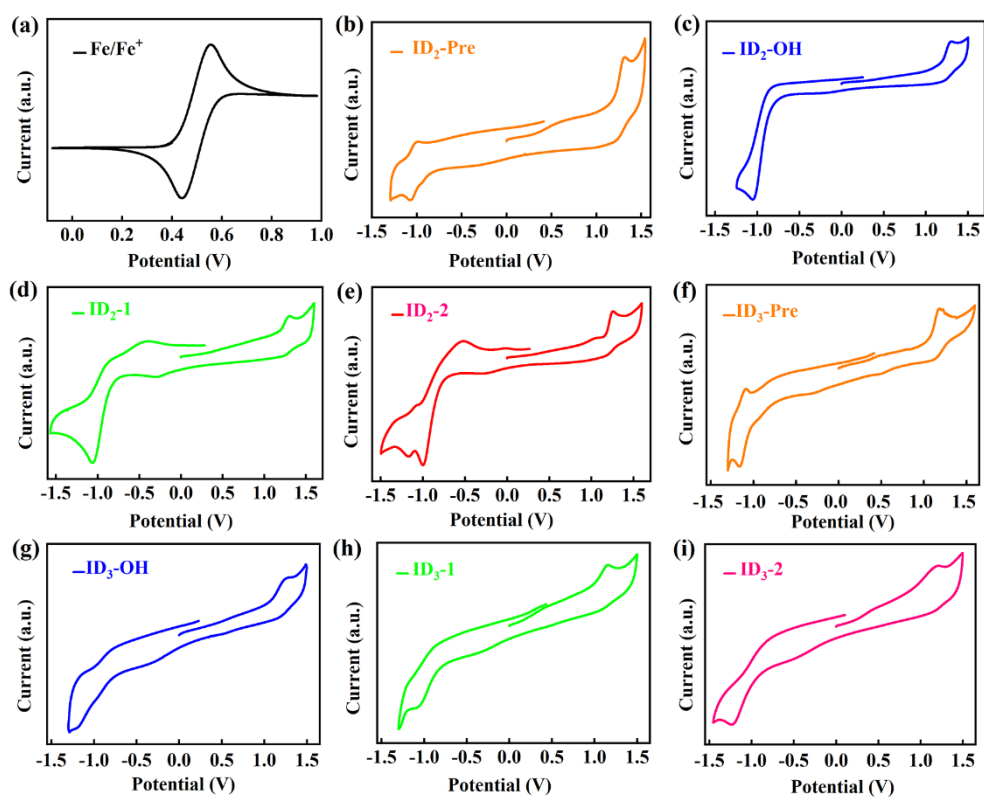 (a)
Fe/Fe⁺
Current (a.u.)
0.0 0.2 0.4 0.6 0.8 1.0
Potential (V)
(b)
ID₂-Pre
Current (a.u.)
-1.5 -1.0 -0.5 0.0 0.5 1.0 1.5
Potential (V)
(c)
ID₂-OH
Current (a.u.)
-1.5 -1.0 -0.5 0.0 0.5 1.0 1.5
Potential (V)
(d)
ID₂-1
Current (a.u.)
-1.5 -1.0 -0.5 0.0 0.5 1.0 1.5
Potential (V)
(e)
ID₂-2
Current (a.u.)
-1.5 -1.0 -0.5 0.0 0.5 1.0 1.5
Potential (V)
(f)
ID₃-Pre
Current (a.u.)
-1.5 -1.0 -0.5 0.0 0.5 1.0 1.5
Potential (V)
(g)
ID₃-OH
Current (a.u.)
-1.5 -1.0 -0.5 0.0 0.5 1.0 1.5
Potential (V)
(h)
ID₃-1
Current (a.u.)
-1.5 -1.0 -0.5 0.0 0.5 1.0 1.5
Potential (V)
(i)
ID₃-2
Current (a.u.)
-1.5 -1.0 -0.5 0.0 0.5 1.0 1.5
Potential (V)